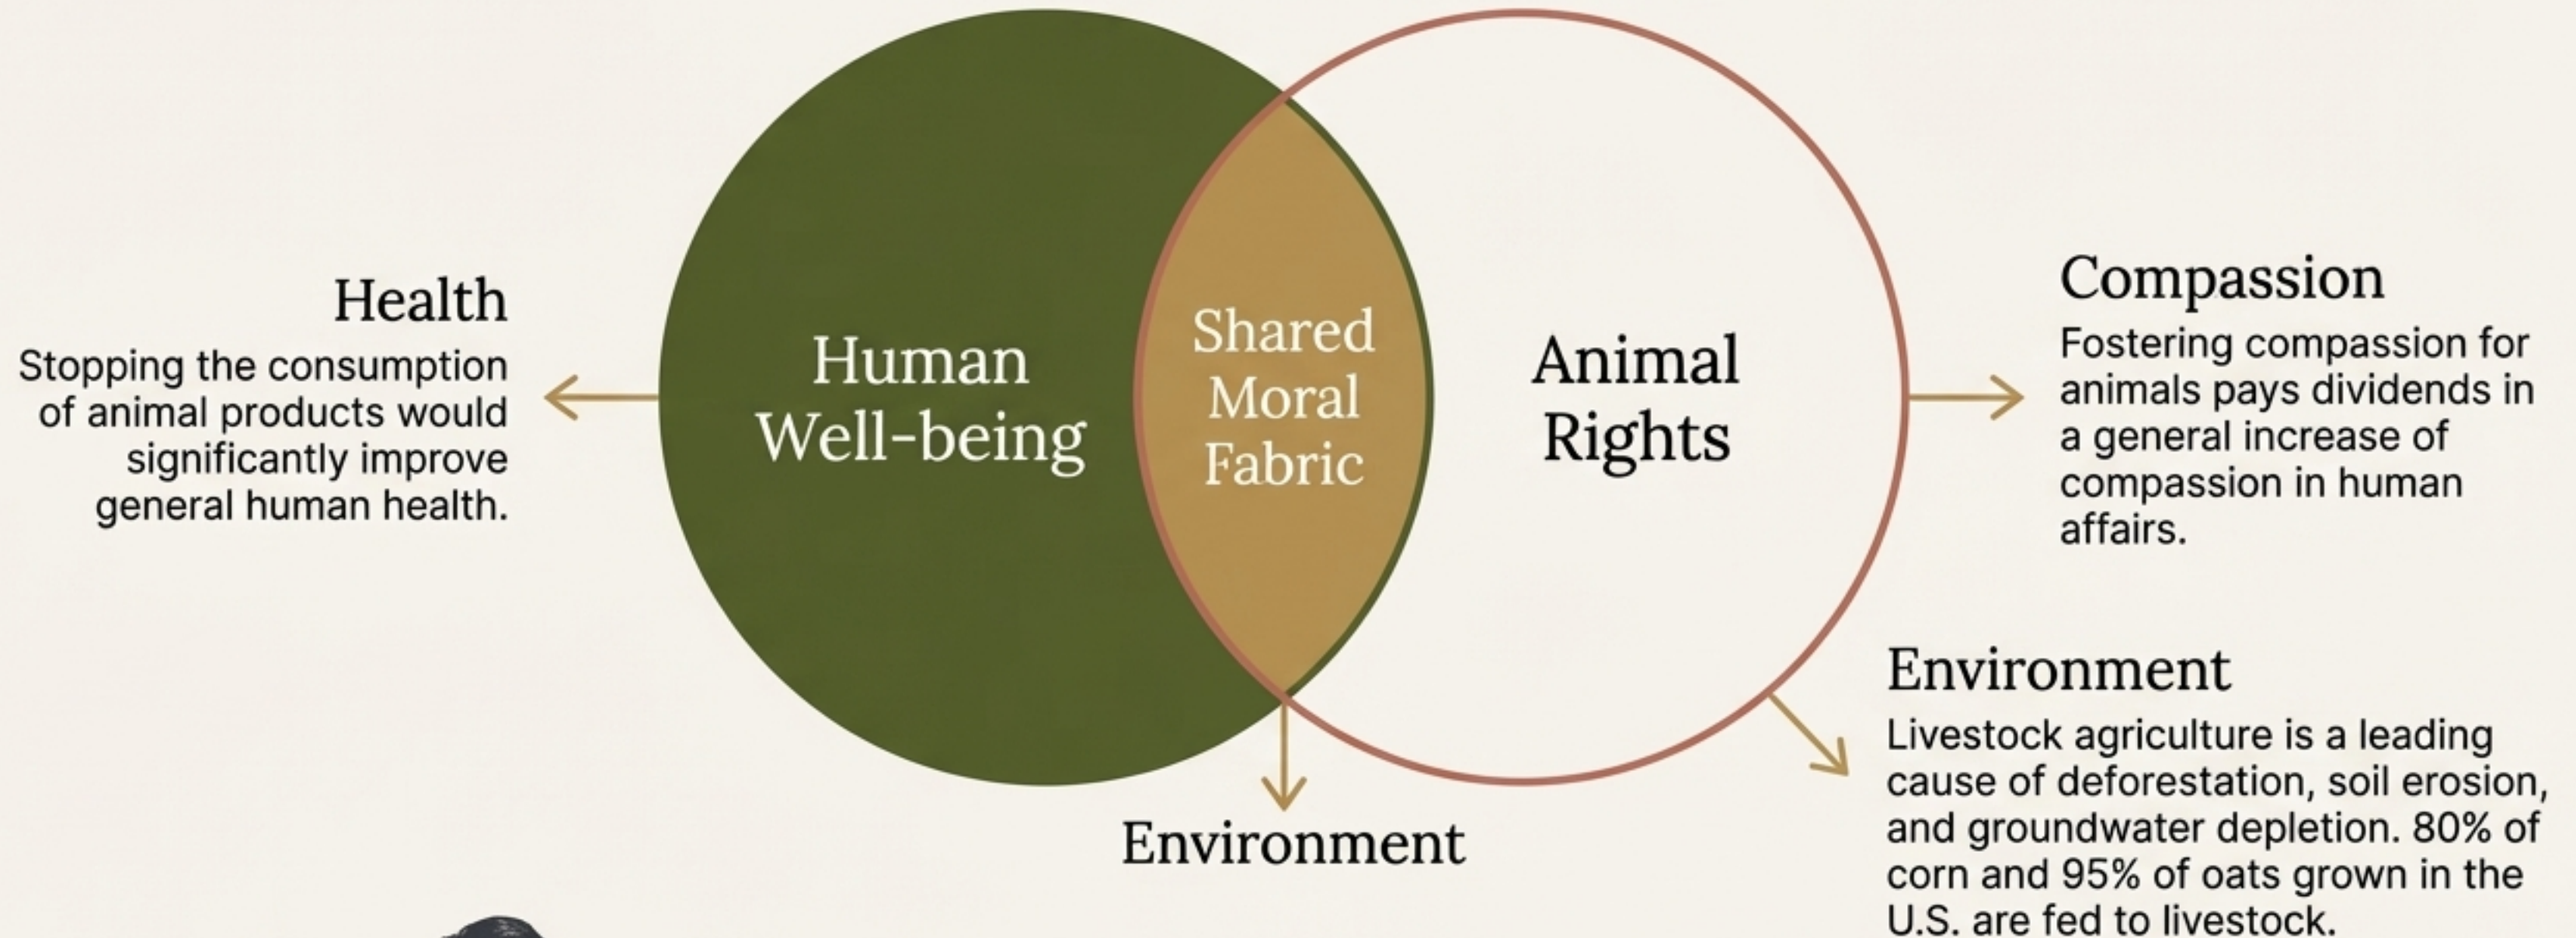 Health
Stopping the consumption
of animal products would
significantly improve
general human health.
Human
Well-being
Shared
Moral
Fabric
Animal
Rights
Compassion
Fostering compassion for
animals pays dividends in
a general increase of
compassion in human
affairs.
Environment
Environment
Livestock agriculture is a leading
cause of deforestation, soil erosion,
and groundwater depletion. 80% of
corn and 95% of oats grown in the
U.S. are fed to livestock.